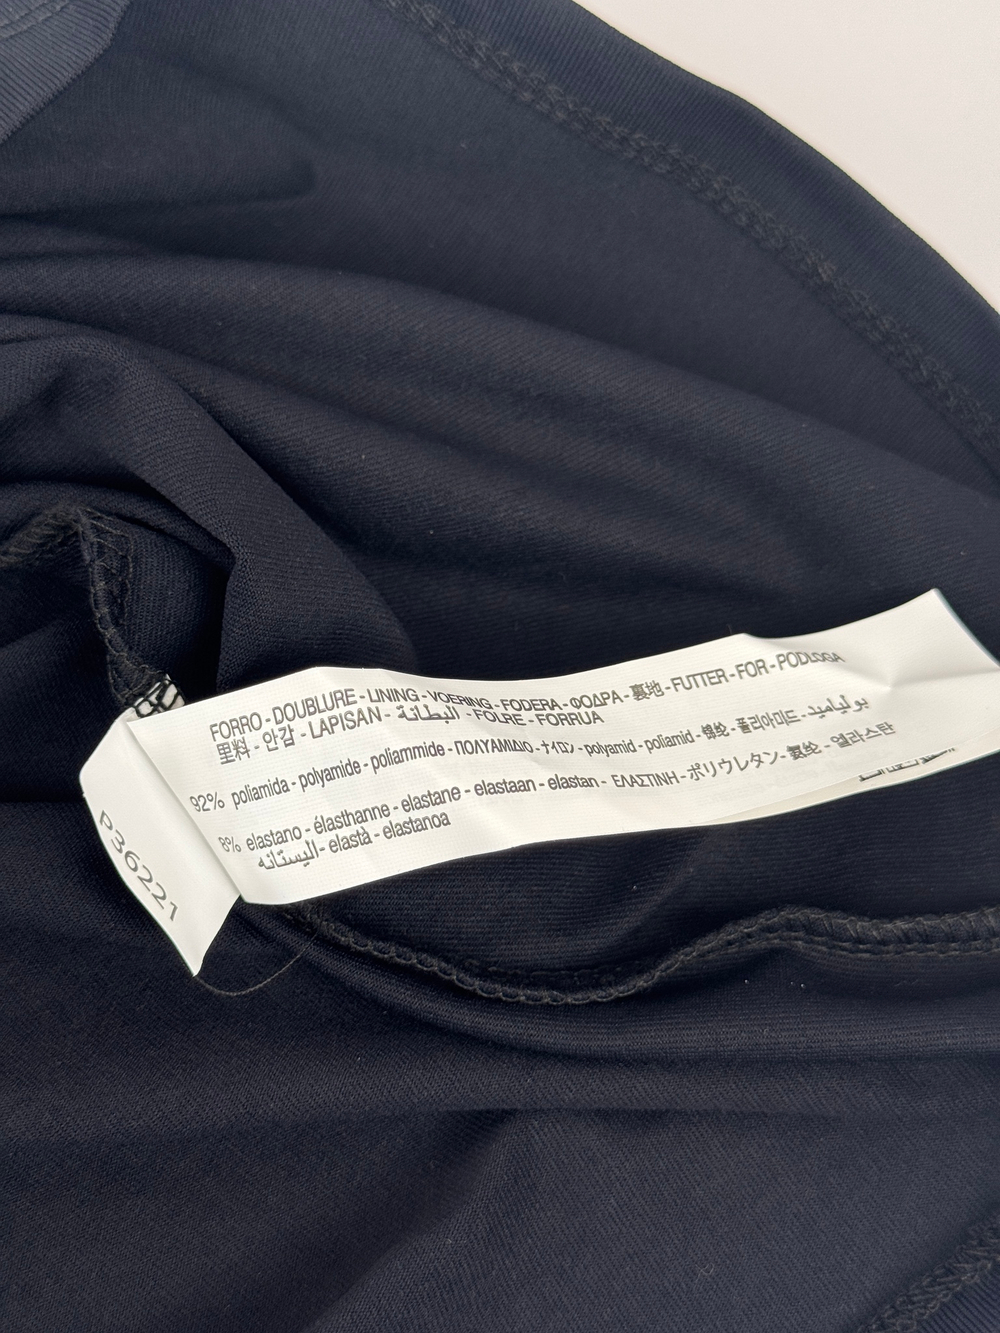 FORRO - DOUBLURE - LINING - VOERING - FODERA - ΦΟΔΡΑ - 裏地 - FUTTER - FOR - PODLOGA
里料 - 안감 - LAPISAN - البطانة - FOLRE - FORRUA
92% poliamida - polyamide - poliammide - ΠΟΛΥΑΜΙΔΙΟ - ナイロン - polyamid - poliamid - 锦纶 - 폴리아미드 - بوليامید
8% elastano - élasthanne - elastane - elastaan - elastan - ΕΛΑΣΤΙΝΗ - ポリウレタン - 氨纶 - 엘라스탄
اليستانه - elastà - elastanoa
P36221